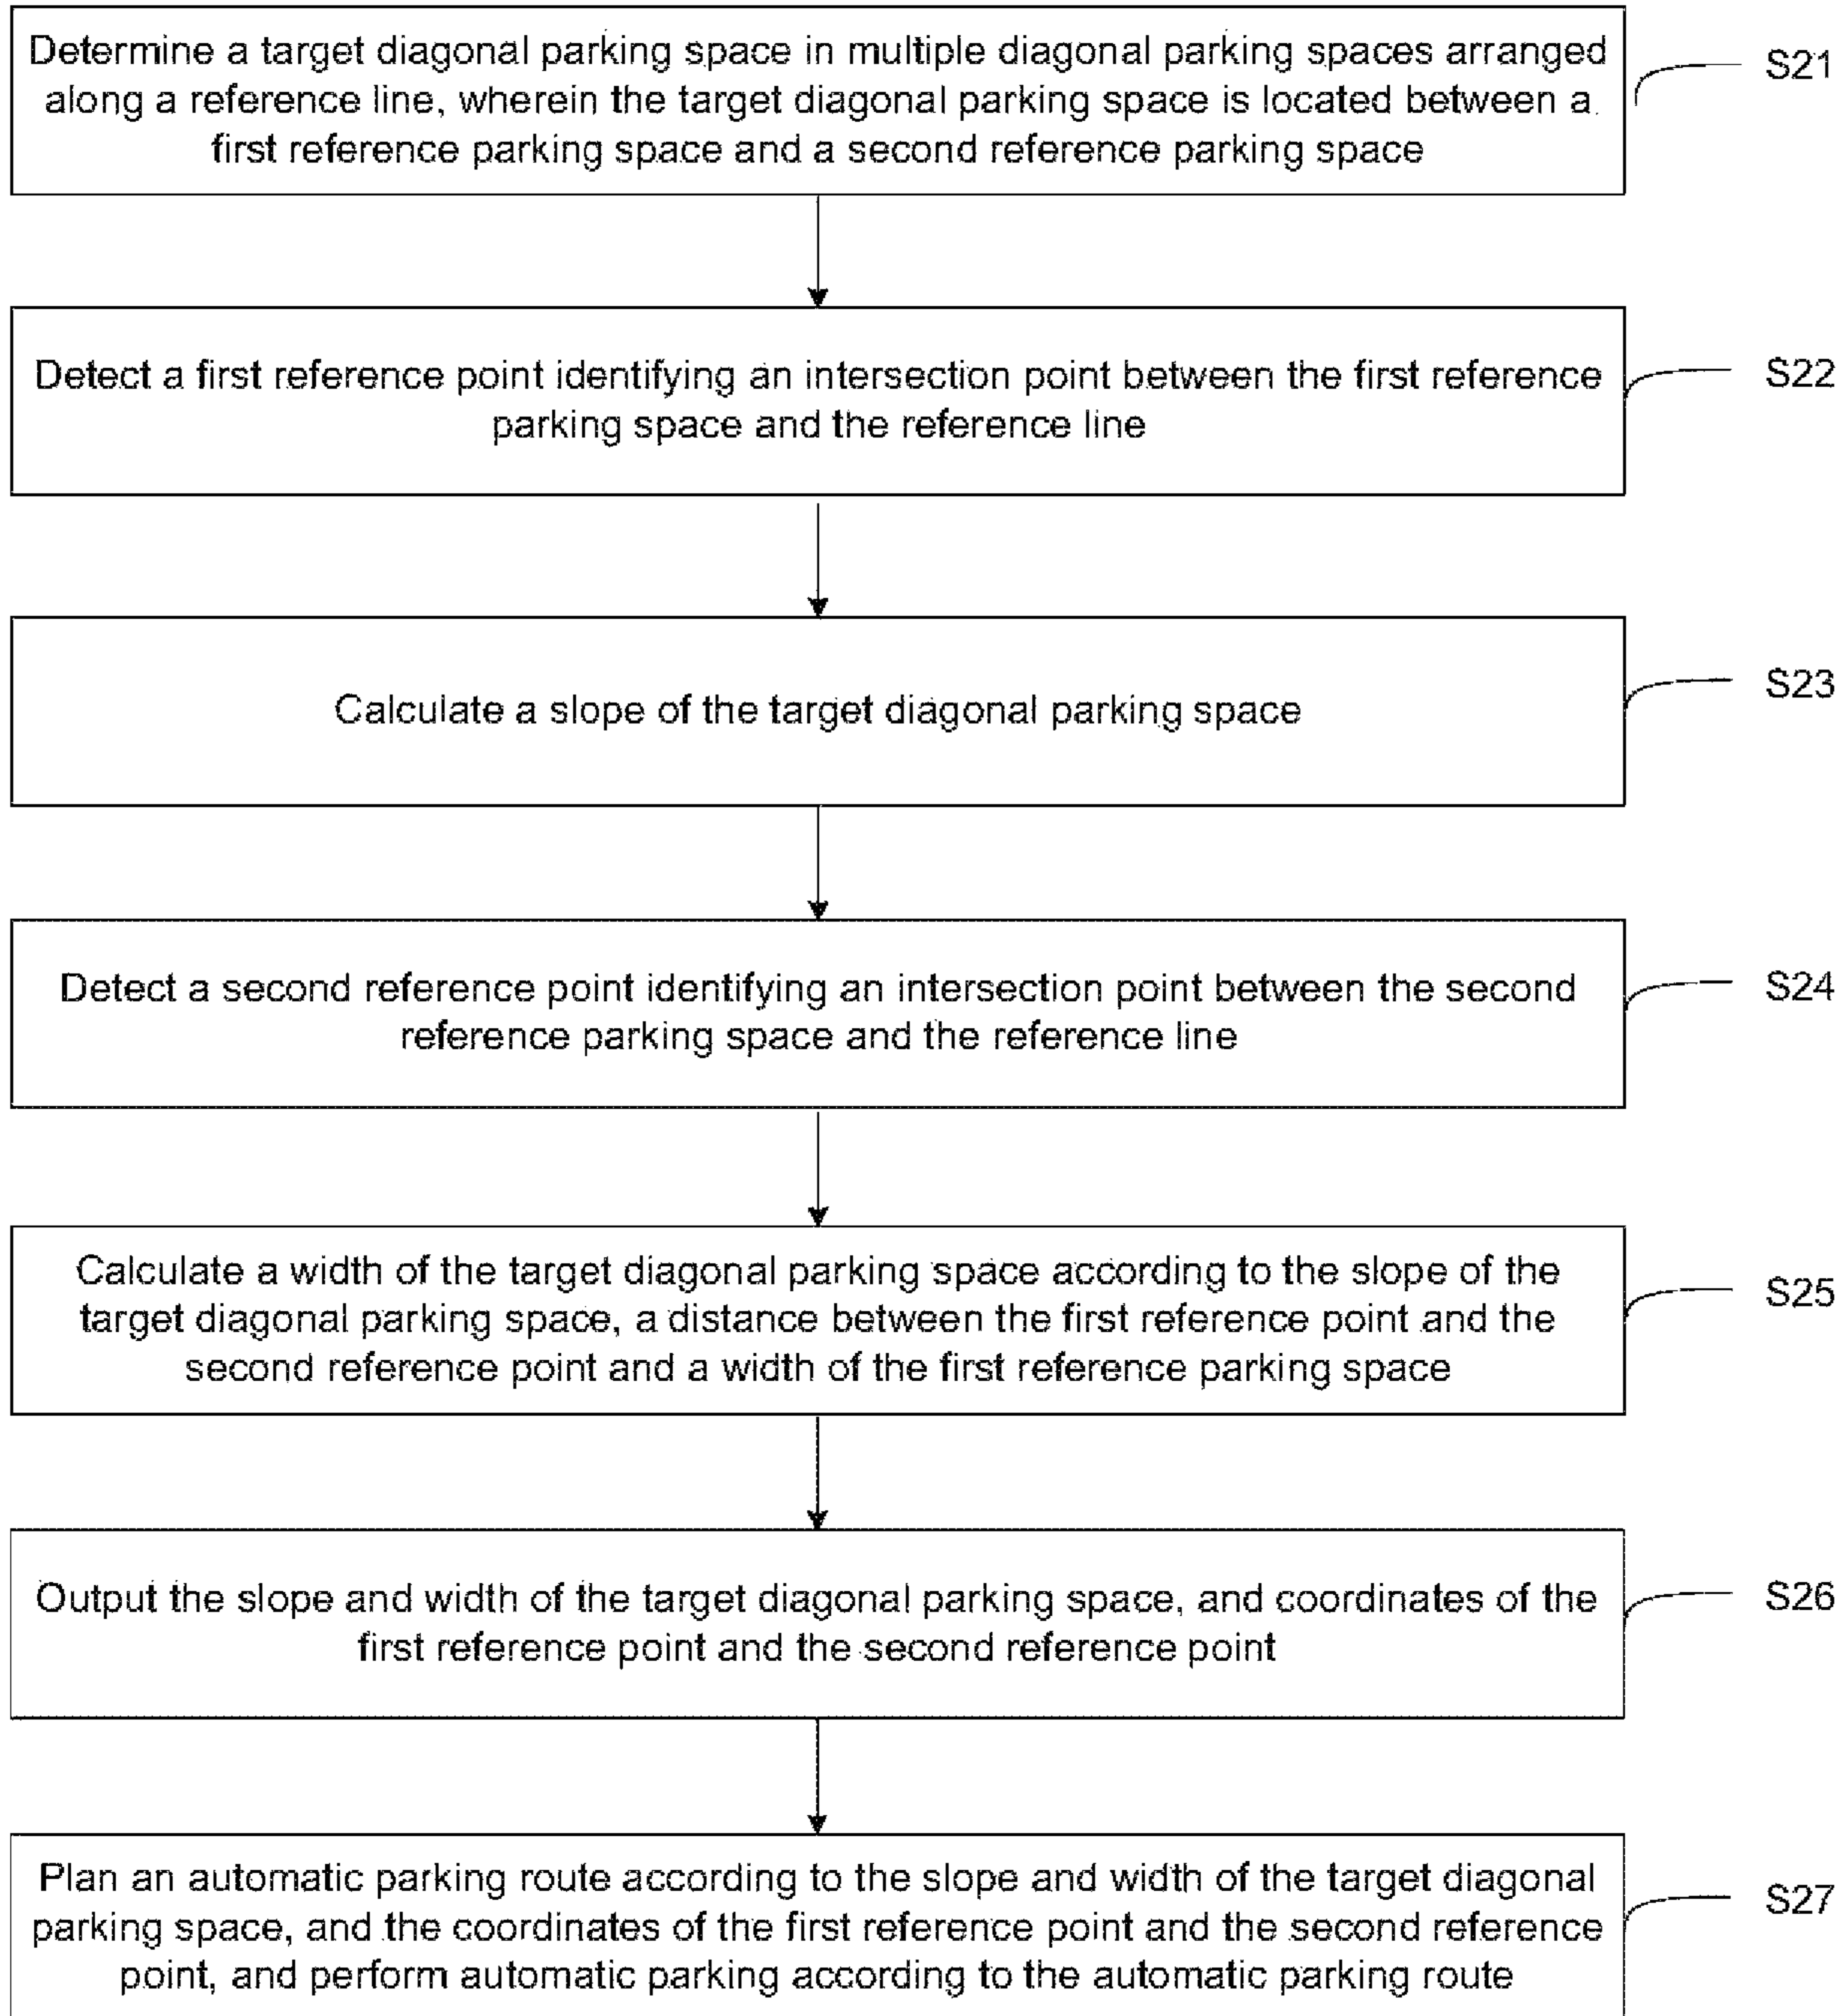 Determine a target diagonal parking space in multiple diagonal parking spaces arranged
along a reference line, wherein the target diagonal parking space is located between a
first reference parking space and a second reference parking space
S21
Detect a first reference point identifying an intersection point between the first reference
parking space and the reference line
S22
Calculate a slope of the target diagonal parking space
S23
Detect a second reference point identifying an intersection point between the second
reference parking space and the reference line
S24
Calculate a width of the target diagonal parking space according to the slope of the
target diagonal parking space, a distance between the first reference point and the
second reference point and a width of the first reference parking space
S25
Output the slope and width of the target diagonal parking space, and coordinates of the
first reference point and the second reference point
S26
Plan an automatic parking route according to the slope and width of the target diagonal
parking space, and the coordinates of the first reference point and the second reference
point, and perform automatic parking according to the automatic parking route
S27